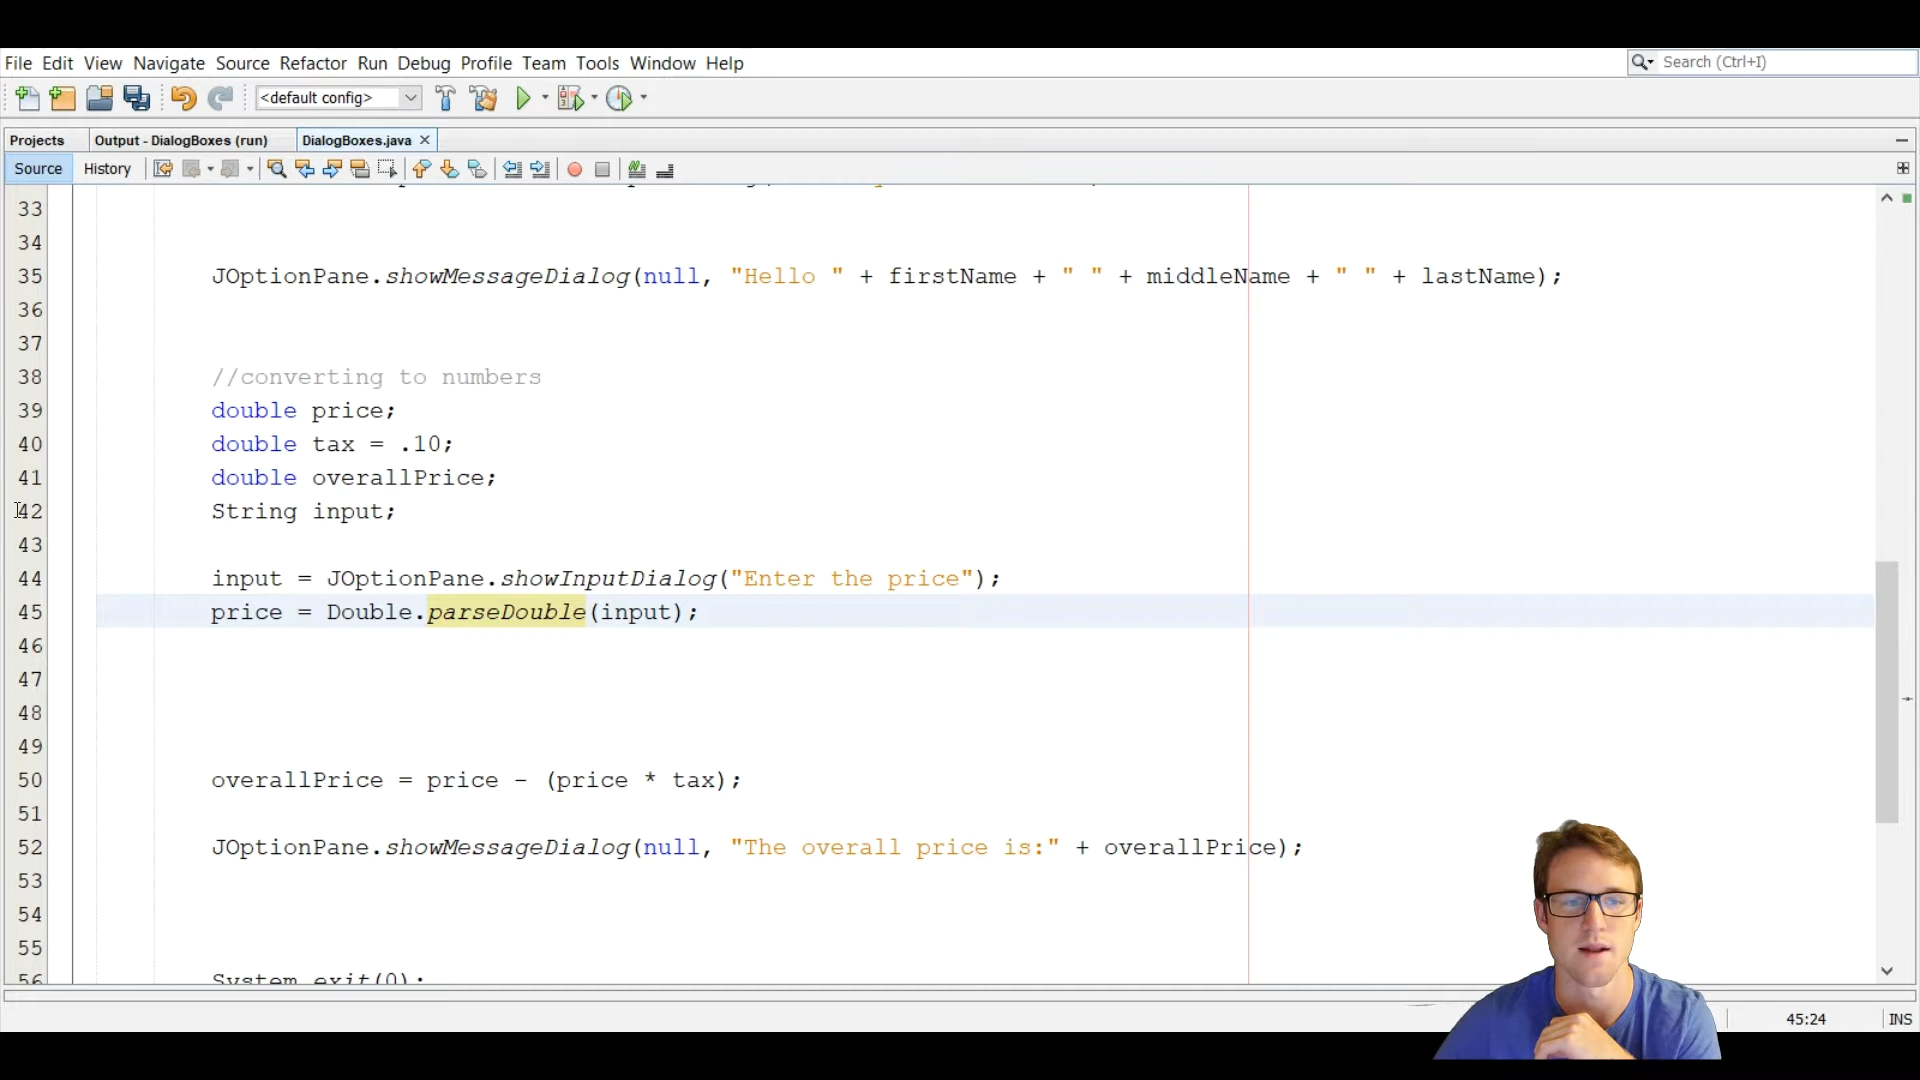 File Edit View Navigate Source Refactor Run Debug Profile Team Tools Window Help
Search (Ctrl+I)
<default config>
Projects Output - DialogBoxes (run) DialogBoxes.java
Source History
33
34
35 JOptionPane.showMessageDialog(null, "Hello " + firstName + " " + middleName + " " + lastName);
36
37
38 //converting to numbers
39 double price;
40 double tax = .10;
41 double overallPrice;
42 String input;
43
44 input = JOptionPane.showInputDialog("Enter the price");
45 price = Double.parseDouble(input);
46
47
48
49
50 overallPrice = price - (price * tax);
51
52 JOptionPane.showMessageDialog(null, "The overall price is:" + overallPrice);
53
54
55
56 System.exit(0);
45:24 INS